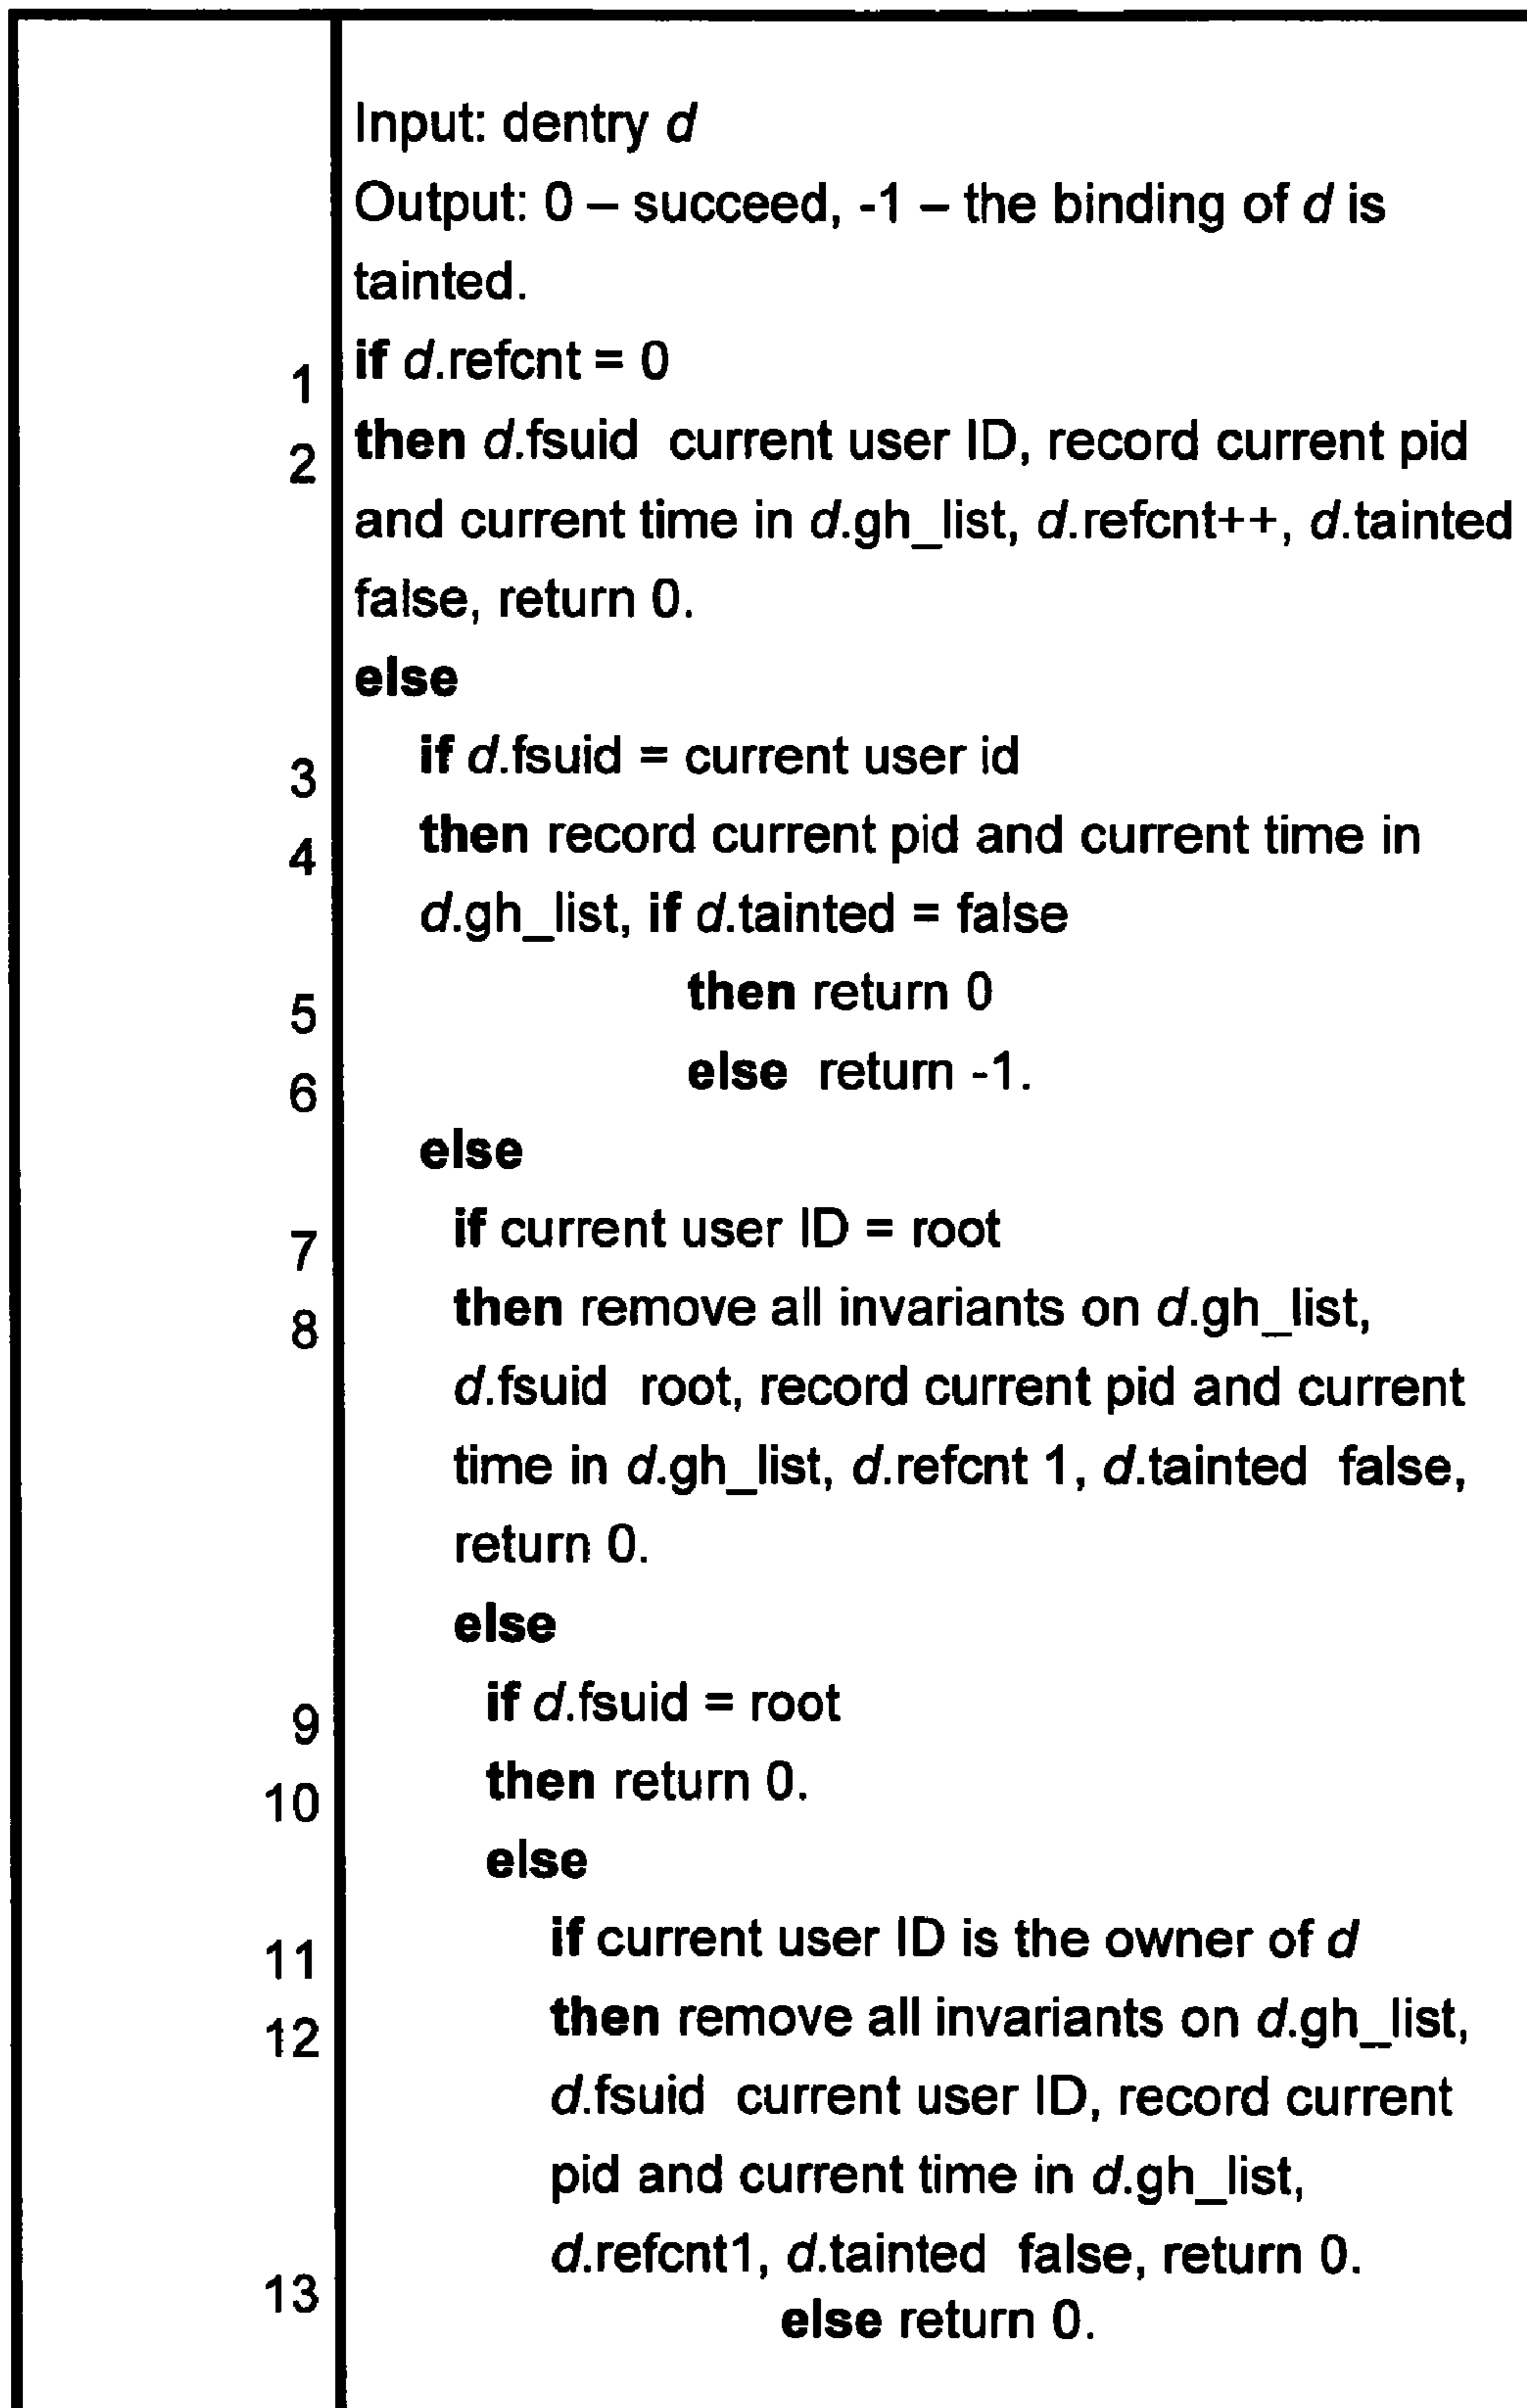 Input: dentry d
Output: 0 – succeed, -1 – the binding of d is
tainted.
1 if d.refcnt = 0
2 then d.fsuid current user ID, record current pid
and current time in d.gh_list, d.refcnt++, d.tainted
false, return 0.
else
3 if d.fsuid = current user id
4 then record current pid and current time in
d.gh_list, if d.tainted = false
5 then return 0
6 else return -1.
else
7 if current user ID = root
8 then remove all invariants on d.gh_list,
d.fsuid root, record current pid and current
time in d.gh_list, d.refcnt 1, d.tainted false,
return 0.
else
9 if d.fsuid = root
10 then return 0.
else
11 if current user ID is the owner of d
12 then remove all invariants on d.gh_list,
d.fsuid current user ID, record current
pid and current time in d.gh_list,
d.refcnt1, d.tainted false, return 0.
13 else return 0.